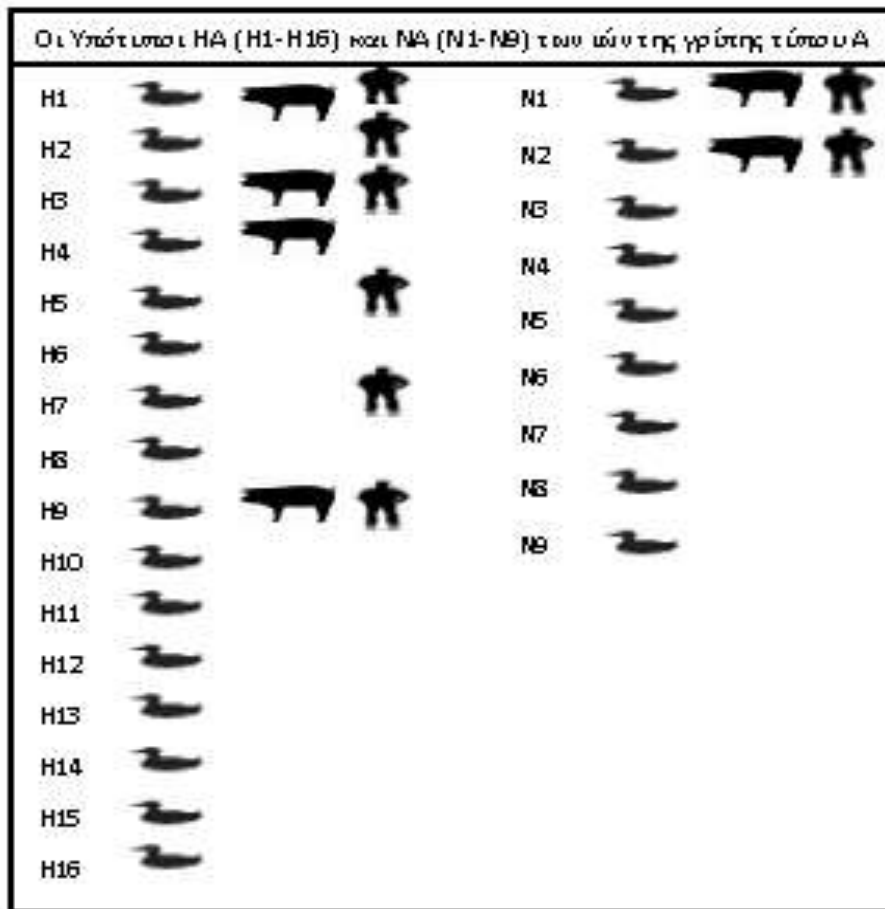 Οι Υπότυποι HA (H1-H16) και NA (N1-N9) των ιών της γρίπης τύπου A
H1 N1
H2 N2
H3 N3
H4 N4
H5 N5
H6 N6
H7 N7
H8 N8
H9 N9
H10
H11
H12
H13
H14
H15
H16